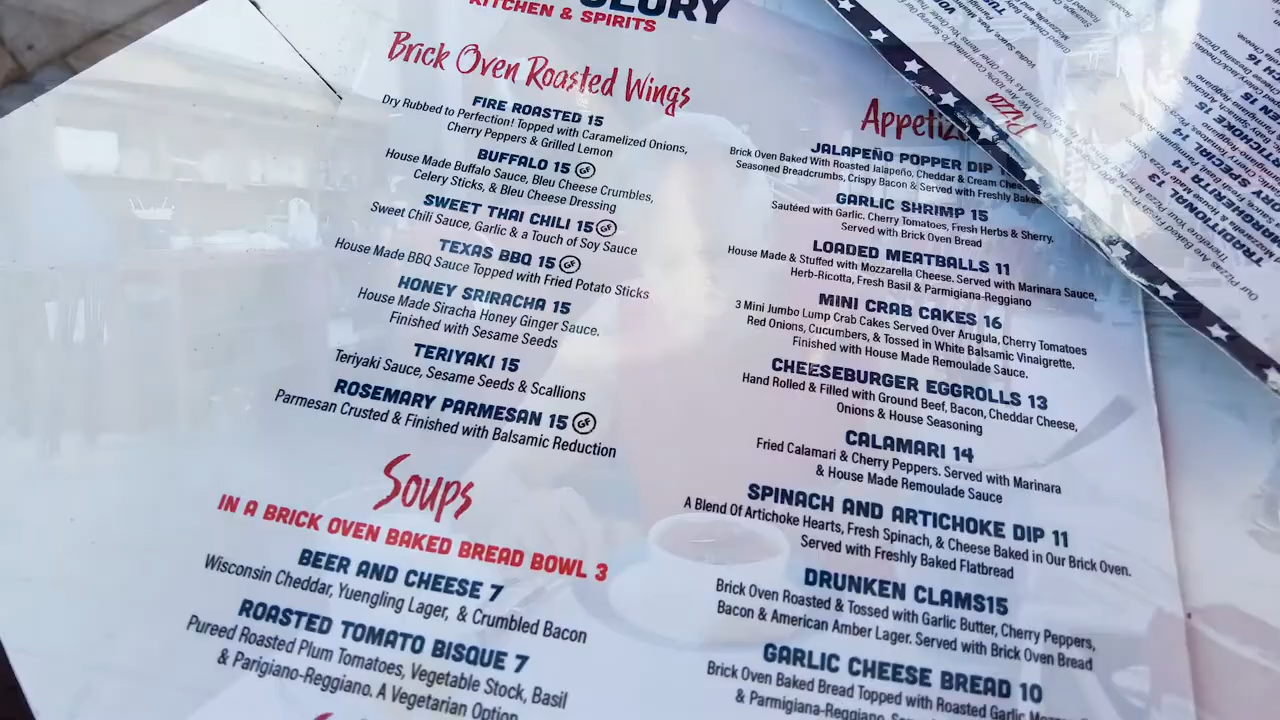 KITCHEN & SPIRITS
Brick Oven Roasted Wings
FIRE ROASTED 15
Dry Rubbed to Perfection! Topped with Caramelized Onions,
Cherry Peppers & Grilled Lemon
BUFFALO 15 GF
House Made Buffalo Sauce, Bleu Cheese Crumbles,
Celery Sticks, & Bleu Cheese Dressing
SWEET THAI CHILI 15 GF
Sweet Chili Sauce, Garlic & a Touch of Soy Sauce
TEXAS BBQ 15 GF
House Made BBQ Sauce Topped with Fried Potato Sticks
HONEY SRIRACHA 15
House Made Siracha Honey Ginger Sauce.
Finished with Sesame Seeds
TERIYAKI 15
Teriyaki Sauce, Sesame Seeds & Scallions
ROSEMARY PARMESAN 15 GF
Parmesan Crusted & Finished with Balsamic Reduction
Soups
IN A BRICK OVEN BAKED BREAD BOWL 3
BEER AND CHEESE 7
Wisconsin Cheddar, Yuengling Lager, & Crumbled Bacon
ROASTED TOMATO BISQUE 7
Pureed Roasted Plum Tomatoes, Vegetable Stock, Basil
& Parigiano-Reggiano. A Vegetarian Option
JALAPEÑO POPPER DIP
Brick Oven Baked With Roasted Jalapeño, Cheddar & Cream
Seasoned Breadcrumbs, Crispy Bacon & Served with Freshly
GARLIC SHRIMP 15
Sautéed with Garlic, Cherry Tomatoes, Fresh Herbs & Sherry.
Served with Brick Oven Bread
LOADED MEATBALLS 11
House Made & Stuffed with Mozzarella Cheese. Served with Marinara Sauce,
Herb-Ricotta, Fresh Basil & Parmigiana-Reggiano
MINI CRAB CAKES 16
3 Mini Jumbo Lump Crab Cakes Served Over Arugula, Cherry Tomatoes
Red Onions, Cucumbers, & Tossed in White Balsamic Vinaigrette.
Finished with House Made Remoulade Sauce.
CHEESEBURGER EGGROLLS 13
Hand Rolled & Filled with Ground Beef, Bacon, Cheddar Cheese,
Onions & House Seasoning
CALAMARI 14
Fried Calamari & Cherry Peppers. Served with Marinara
& House Made Remoulade Sauce
SPINACH AND ARTICHOKE DIP 11
A Blend Of Artichoke Hearts, Fresh Spinach, & Cheese Baked in Our Brick Oven.
Served with Freshly Baked Flatbread
DRUNKEN CLAMS15
Brick Oven Roasted & Tossed with Garlic Butter, Cherry Peppers,
Bacon & American Amber Lager. Served with Brick Oven Bread
GARLIC CHEESE BREAD 10
Brick Oven Baked Bread Topped with Roasted Garlic
& Parmigiana-Reggiano
Pizza
TRADITIONAL 13
MARGHERITA 14